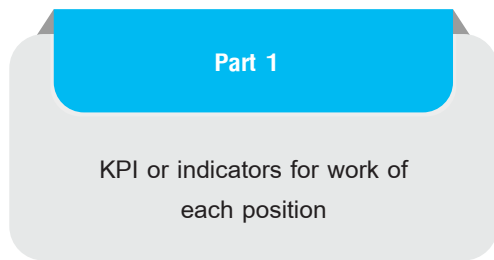 Part 1
KPI or indicators for work of
each position